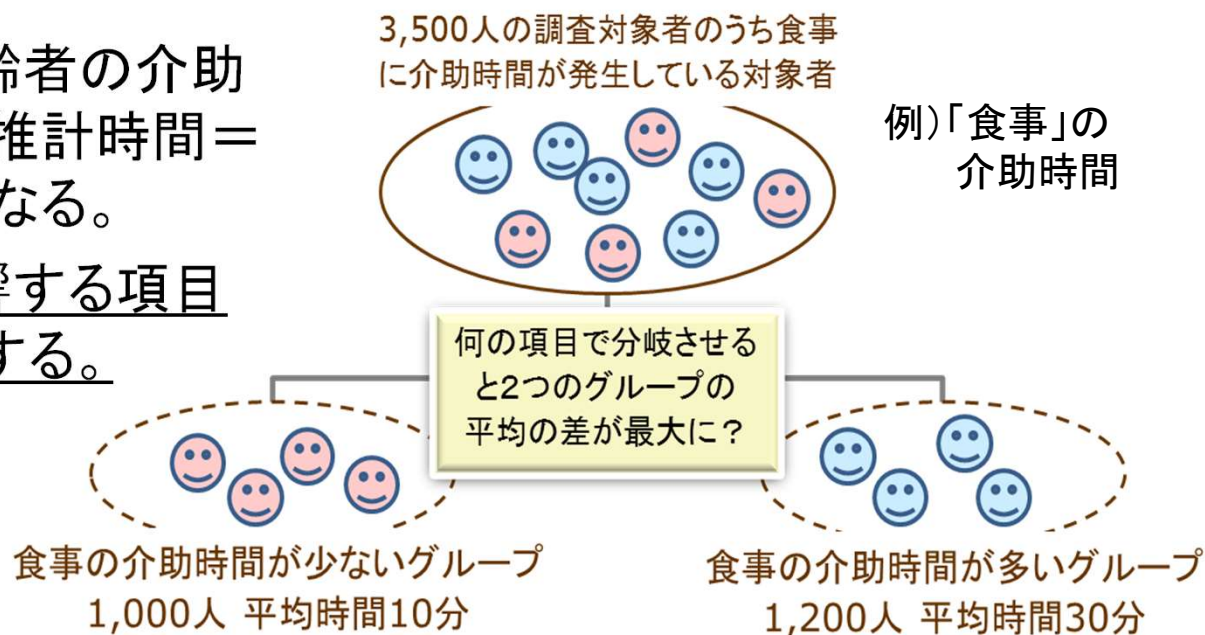 3,500人の調査対象者のうち食事
に介助時間が発生している対象者
齢者の介助
推計時間＝
なる。
する項目
する。
例)「食事」の
介助時間
何の項目で分岐させる
と2つのグループの
平均の差が最大に？
食事の介助時間が少ないグループ
1,000人 平均時間10分
食事の介助時間が多いグループ
1,200人 平均時間30分